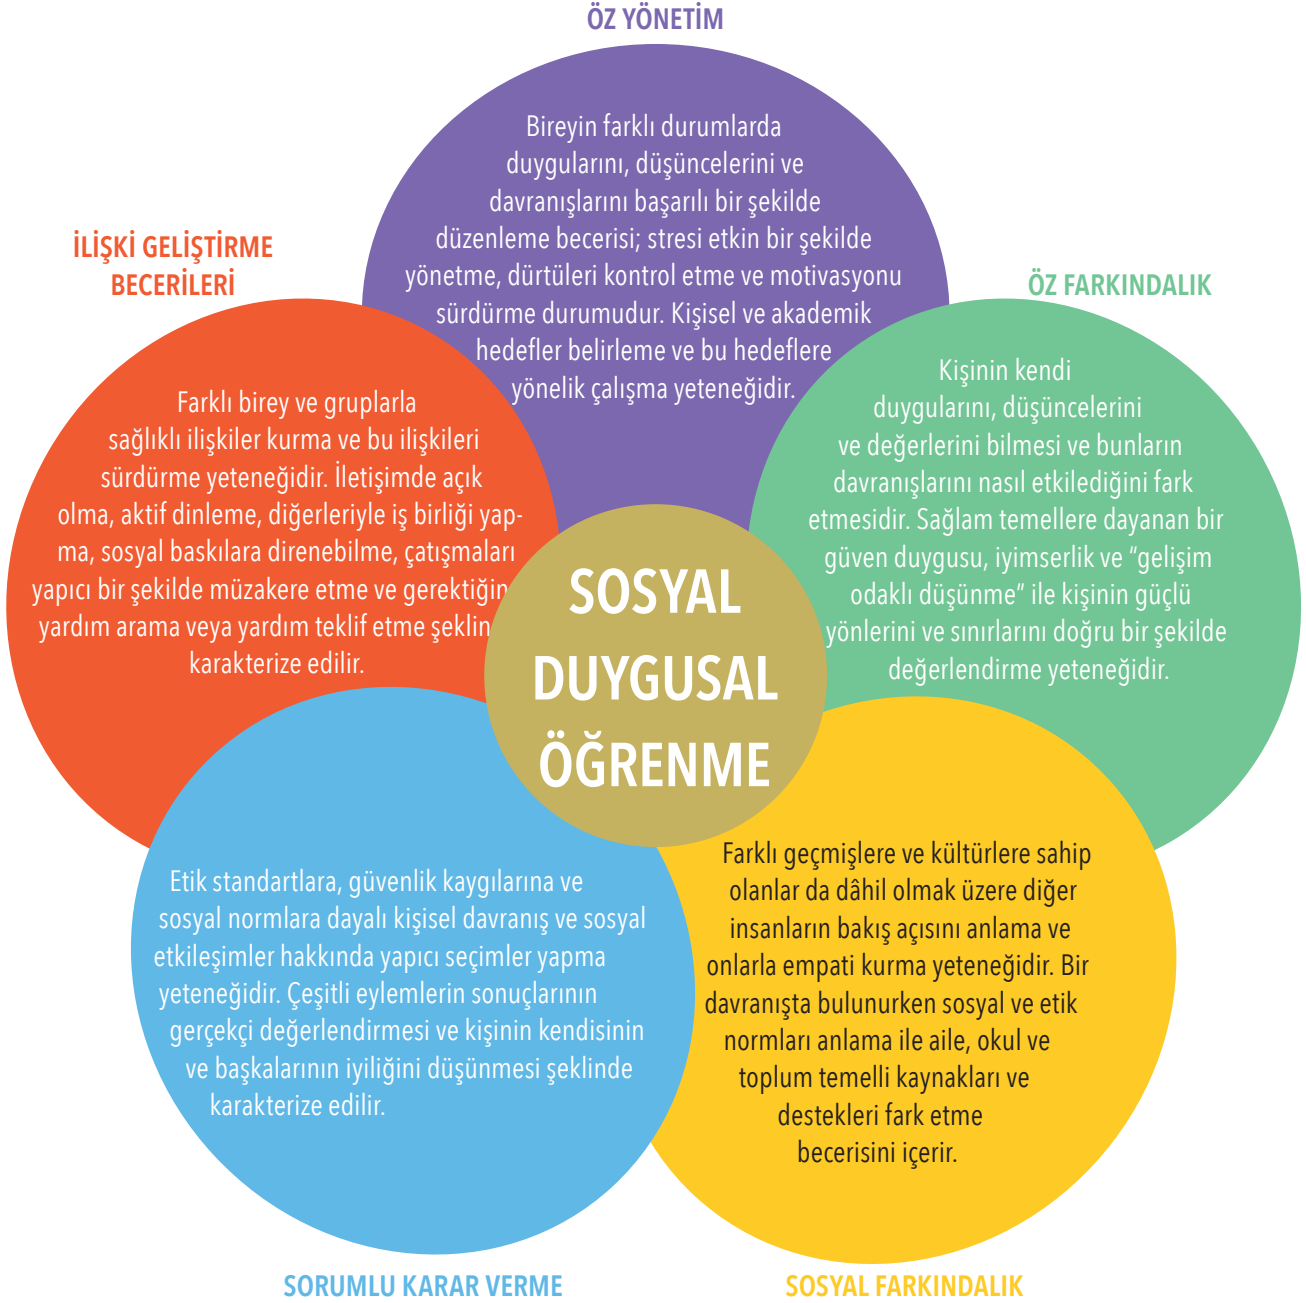 ÖZ YÖNETİM
Bireyin farklı durumlarda
duygularını, düşüncelerini ve
davranışlarını başarılı bir şekilde
düzenleme becerisi; stresi etkin bir şekilde
yönetme, dürtüleri kontrol etme ve motivasyonu
sürdürme durumudur. Kişisel ve akademik
hedefler belirleme ve bu hedeflere
yönelik çalışma yeteneğidir.
İLİŞKİ GELİŞTİRME
BECERİLERİ
Farklı birey ve gruplarla
sağlıklı ilişkiler kurma ve bu ilişkileri
sürdürme yeteneğidir. İletişimde açık
olma, aktif dinleme, diğerleriyle iş birliği yap-
ma, sosyal baskılara direnebilme, çatışmaları
yapıcı bir şekilde müzakere etme ve gerektiğin
yardım arama veya yardım teklif etme şeklin
karakterize edilir.
ÖZ FARKINDALIK
Kişinin kendi
duygularını, düşüncelerini
ve değerlerini bilmesi ve bunların
davranışlarını nasıl etkilediğini fark
etmesidir. Sağlam temellere dayanan bir
güven duygusu, iyimserlik ve “gelişim
odaklı düşünme” ile kişinin güçlü
yönlerini ve sınırlarını doğru bir şekilde
değerlendirme yeteneğidir.
SOSYAL
DUYGUSAL
ÖĞRENME
Etik standartlara, güvenlik kaygılarına ve
sosyal normlara dayalı kişisel davranış ve sosyal
etkileşimler hakkında yapıcı seçimler yapma
yeteneğidir. Çeşitli eylemlerin sonuçlarının
gerçekçi değerlendirmesi ve kişinin kendisinin
ve başkalarının iyiliğini düşünmesi şeklinde
karakterize edilir.
SORUMLU KARAR VERME
Farklı geçmişlere ve kültürlere sahip
olanlar da dâhil olmak üzere diğer
insanların bakış açısını anlama ve
onlarla empati kurma yeteneğidir. Bir
davranışta bulunurken sosyal ve etik
normları anlama ile aile, okul ve
toplum temelli kaynakları ve
destekleri fark etme
becerisini içerir.
SOSYAL FARKINDALIK